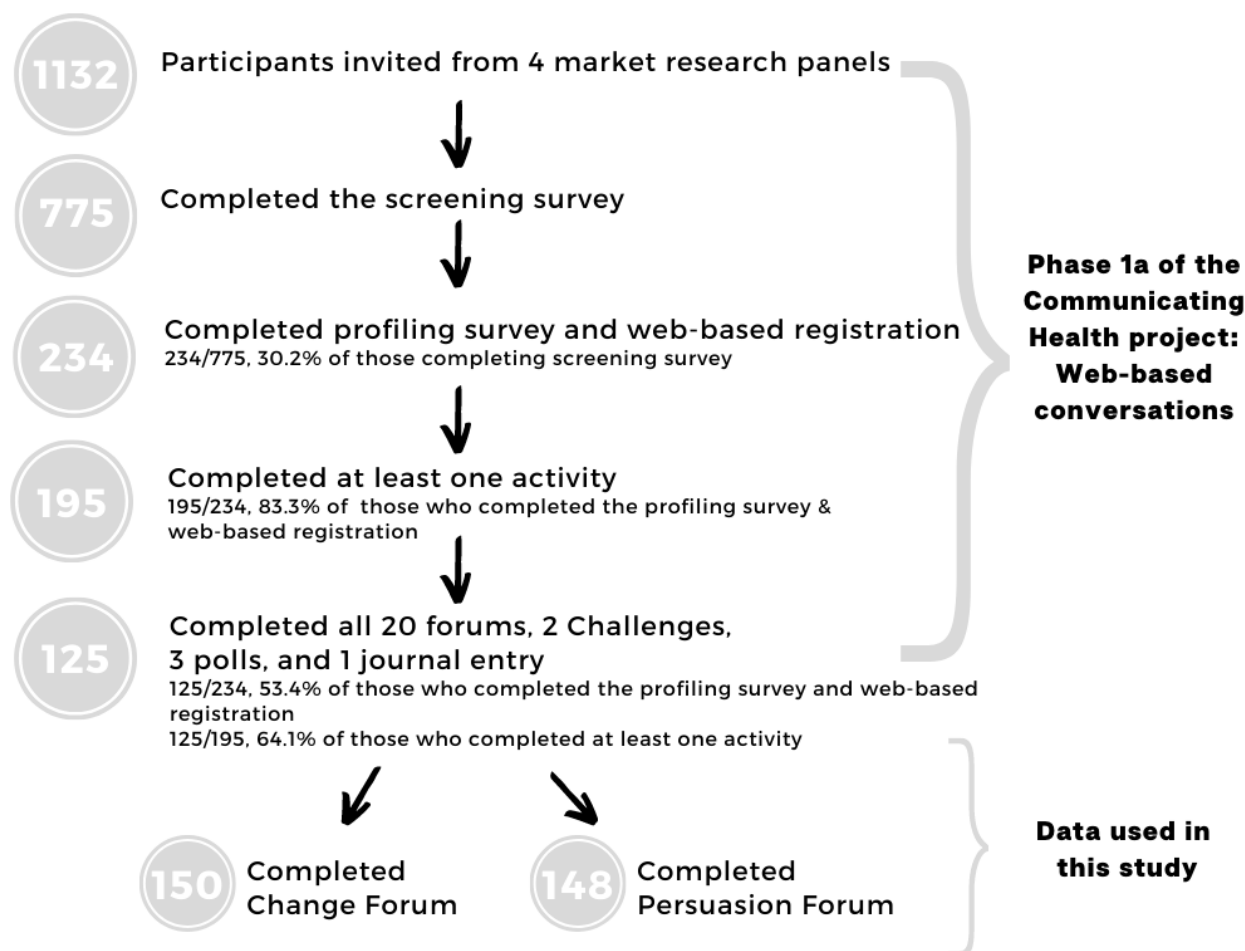 1132
Participants invited from 4 market research panels
775
Completed the screening survey
234
Completed profiling survey and web-based registration
234/775, 30.2% of those completing screening survey
Phase 1a of the
Communicating
Health project:
Web-based
conversations
195
Completed at least one activity
195/234, 83.3% of those who completed the profiling survey &
web-based registration
125
Completed all 20 forums, 2 Challenges,
3 polls, and 1 journal entry
125/234, 53.4% of those who completed the profiling survey and web-based
registration
125/195, 64.1% of those who completed at least one activity
150
Completed
Change Forum
148
Completed
Persuasion Forum
Data used in
this study